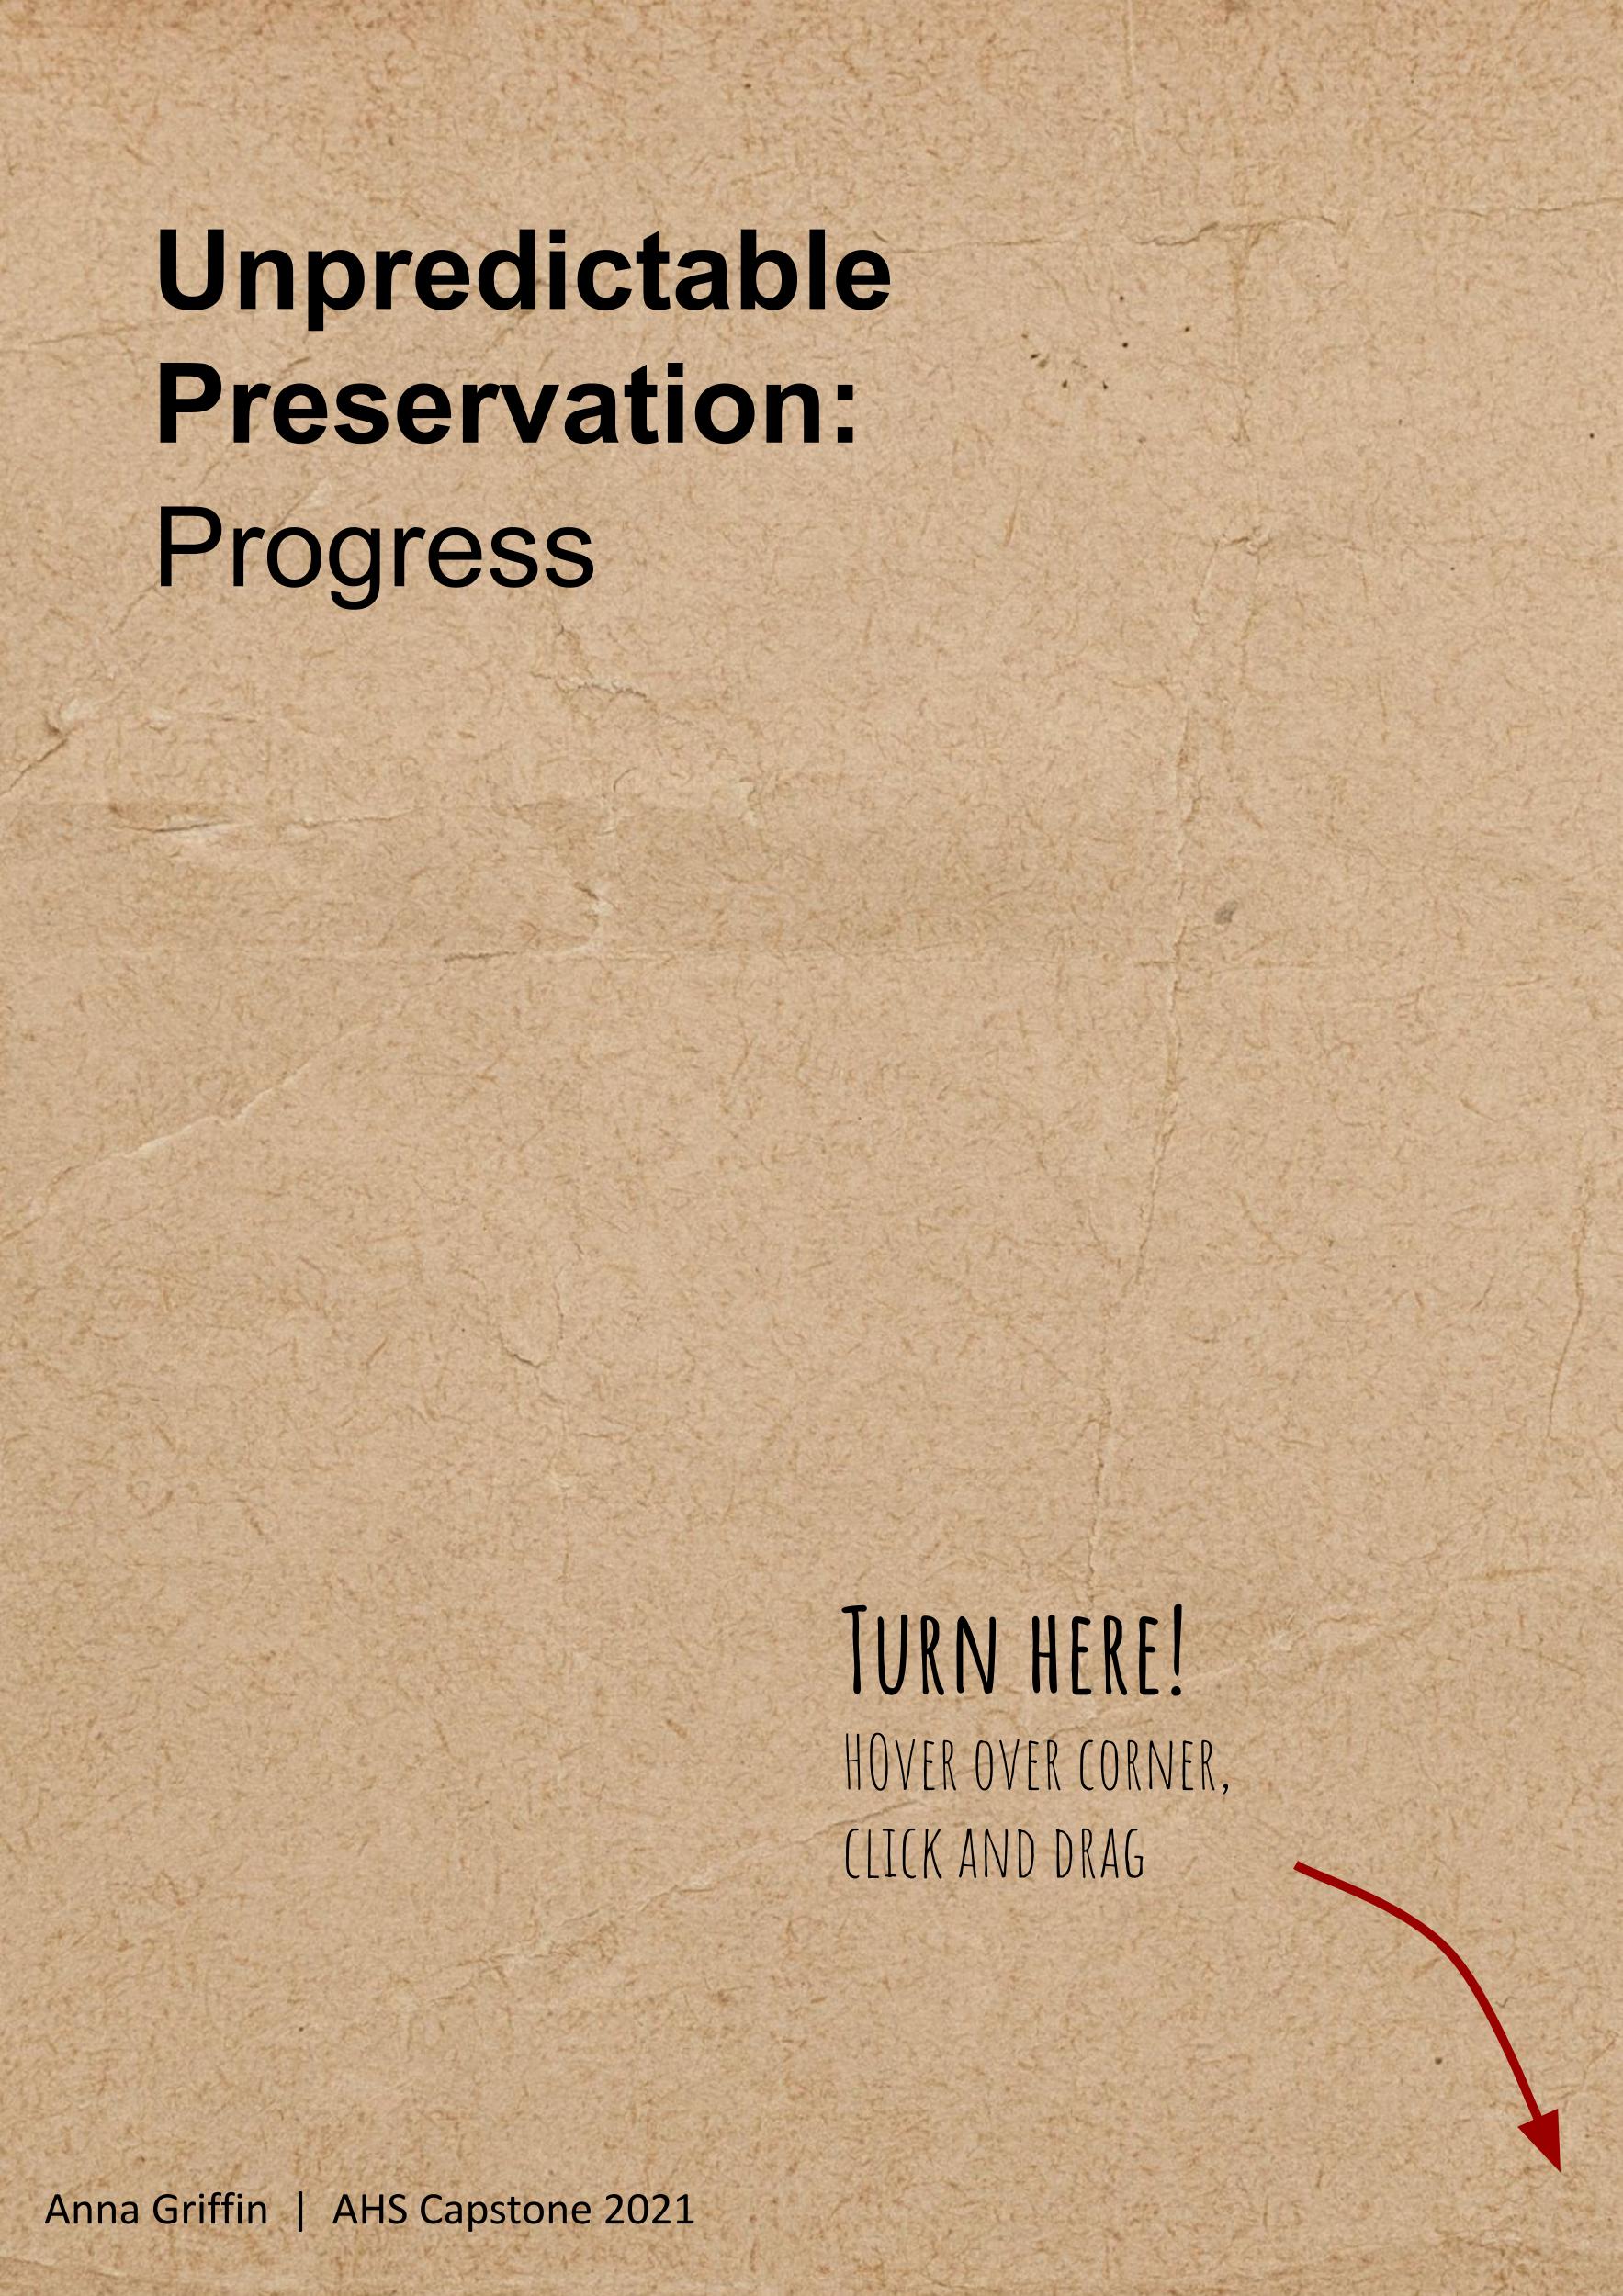 Unpredictable
Preservation:
Progress
TURN HERE!
HOVER OVER CORNER,
CLICK AND DRAG
Anna Griffin | AHS Capstone 2021